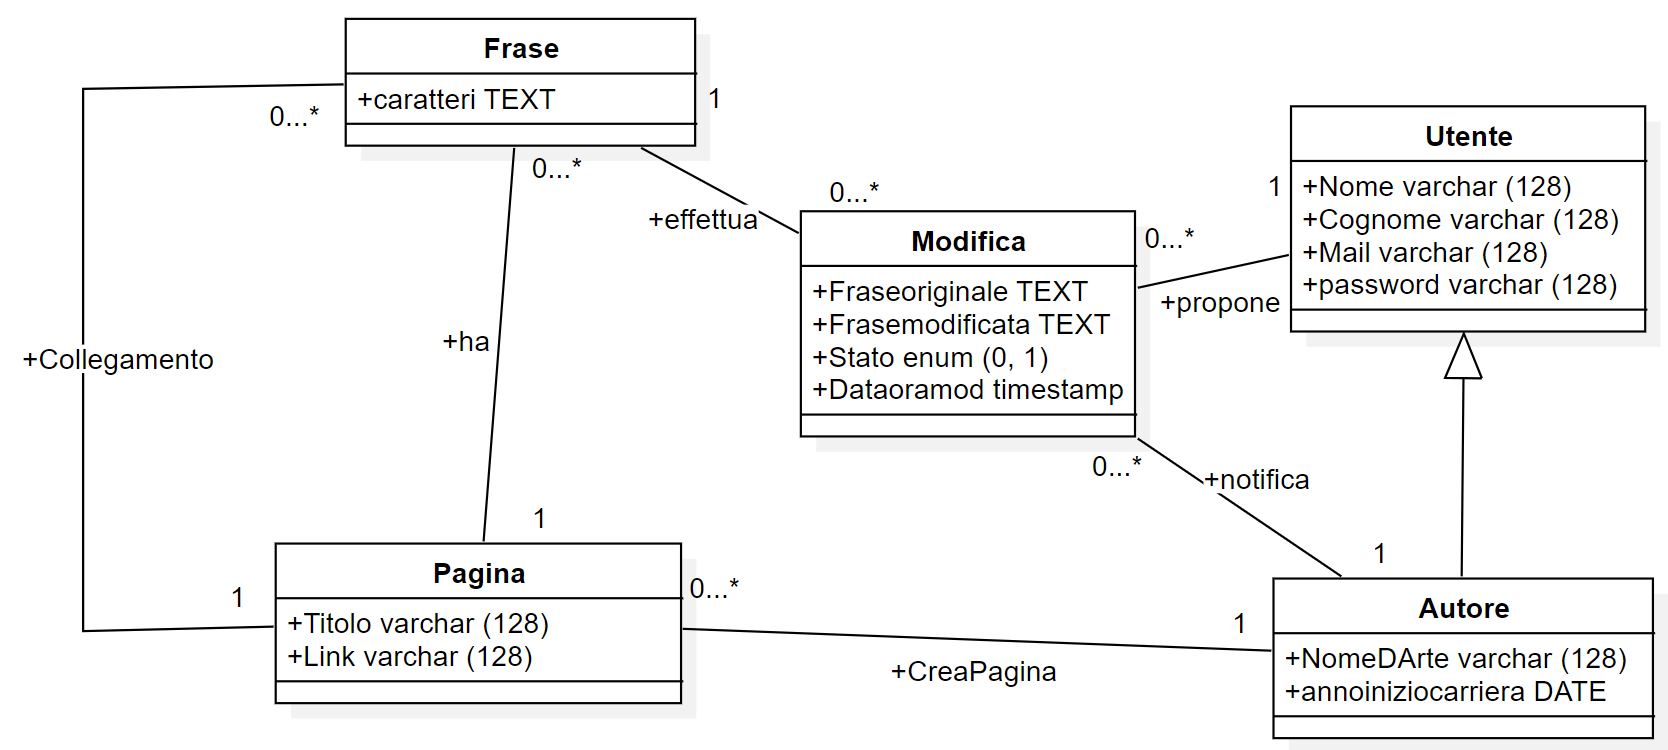 Frase
+caratteri TEXT
0...*
1
0...*
+effettua
+ha
+Collegamento
0...*
Modifica
+Fraseoriginale TEXT
+Frasemodificata TEXT
+Stato enum (0, 1)
+Dataoramod timestamp
0...*
+propone
1
Utente
+Nome varchar (128)
+Cognome varchar (128)
+Mail varchar (128)
+password varchar (128)
0...*
+notifica
1
1
1
Pagina
+Titolo varchar (128)
+Link varchar (128)
0...*
+CreaPagina
1
Autore
+NomeDArte varchar (128)
+annoiniziocarriera DATE